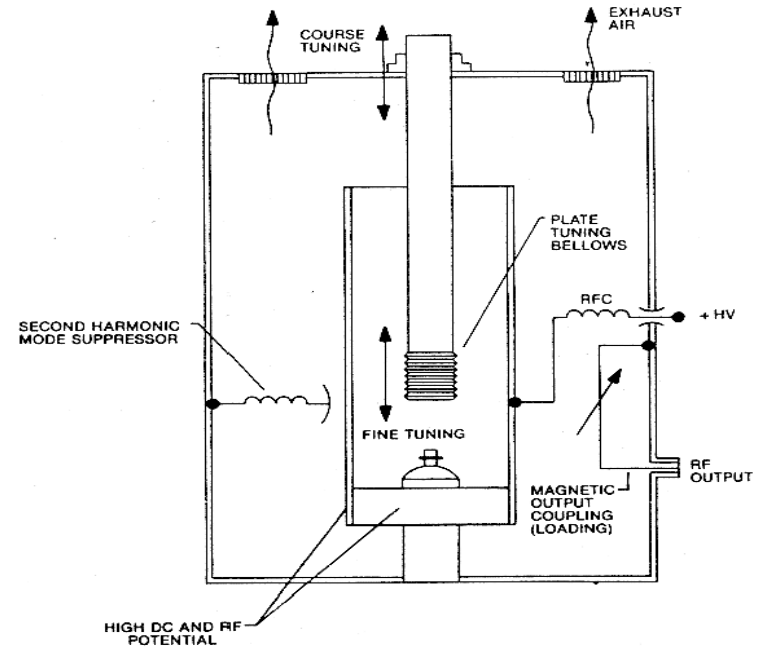 COURSE
TUNING
EXHAUST
AIR
PLATE
TUNING
BELLOWS
RFC
+ HV
SECOND HARMONIC
MODE SUPPRESSOR
FINE TUNING
RF
OUTPUT
MAGNETIC
OUTPUT
COUPLING
(LOADING)
HIGH DC AND RF
POTENTIAL